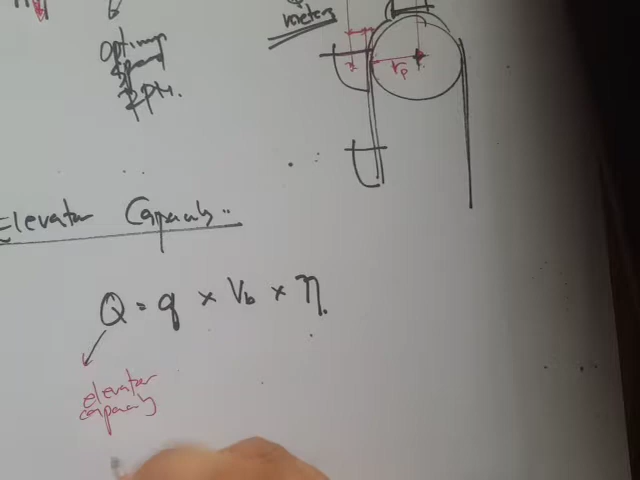 meters
Optimum
Speed
RPM.
rp
Elevator Capacity..
Q = q × Vb × η.
elevator
capacity